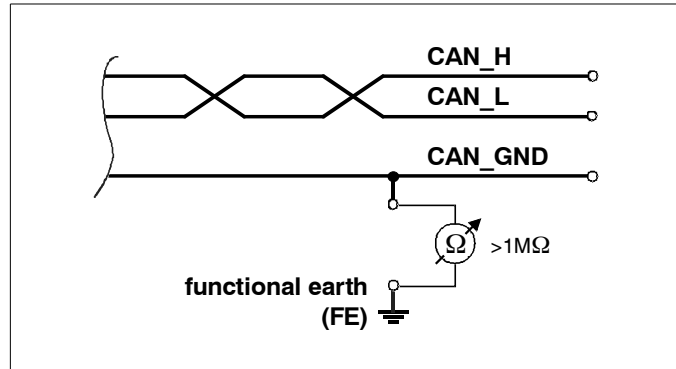 CAN_H
CAN_L
CAN_GND
Ω >1MΩ
functional earth
(FE)